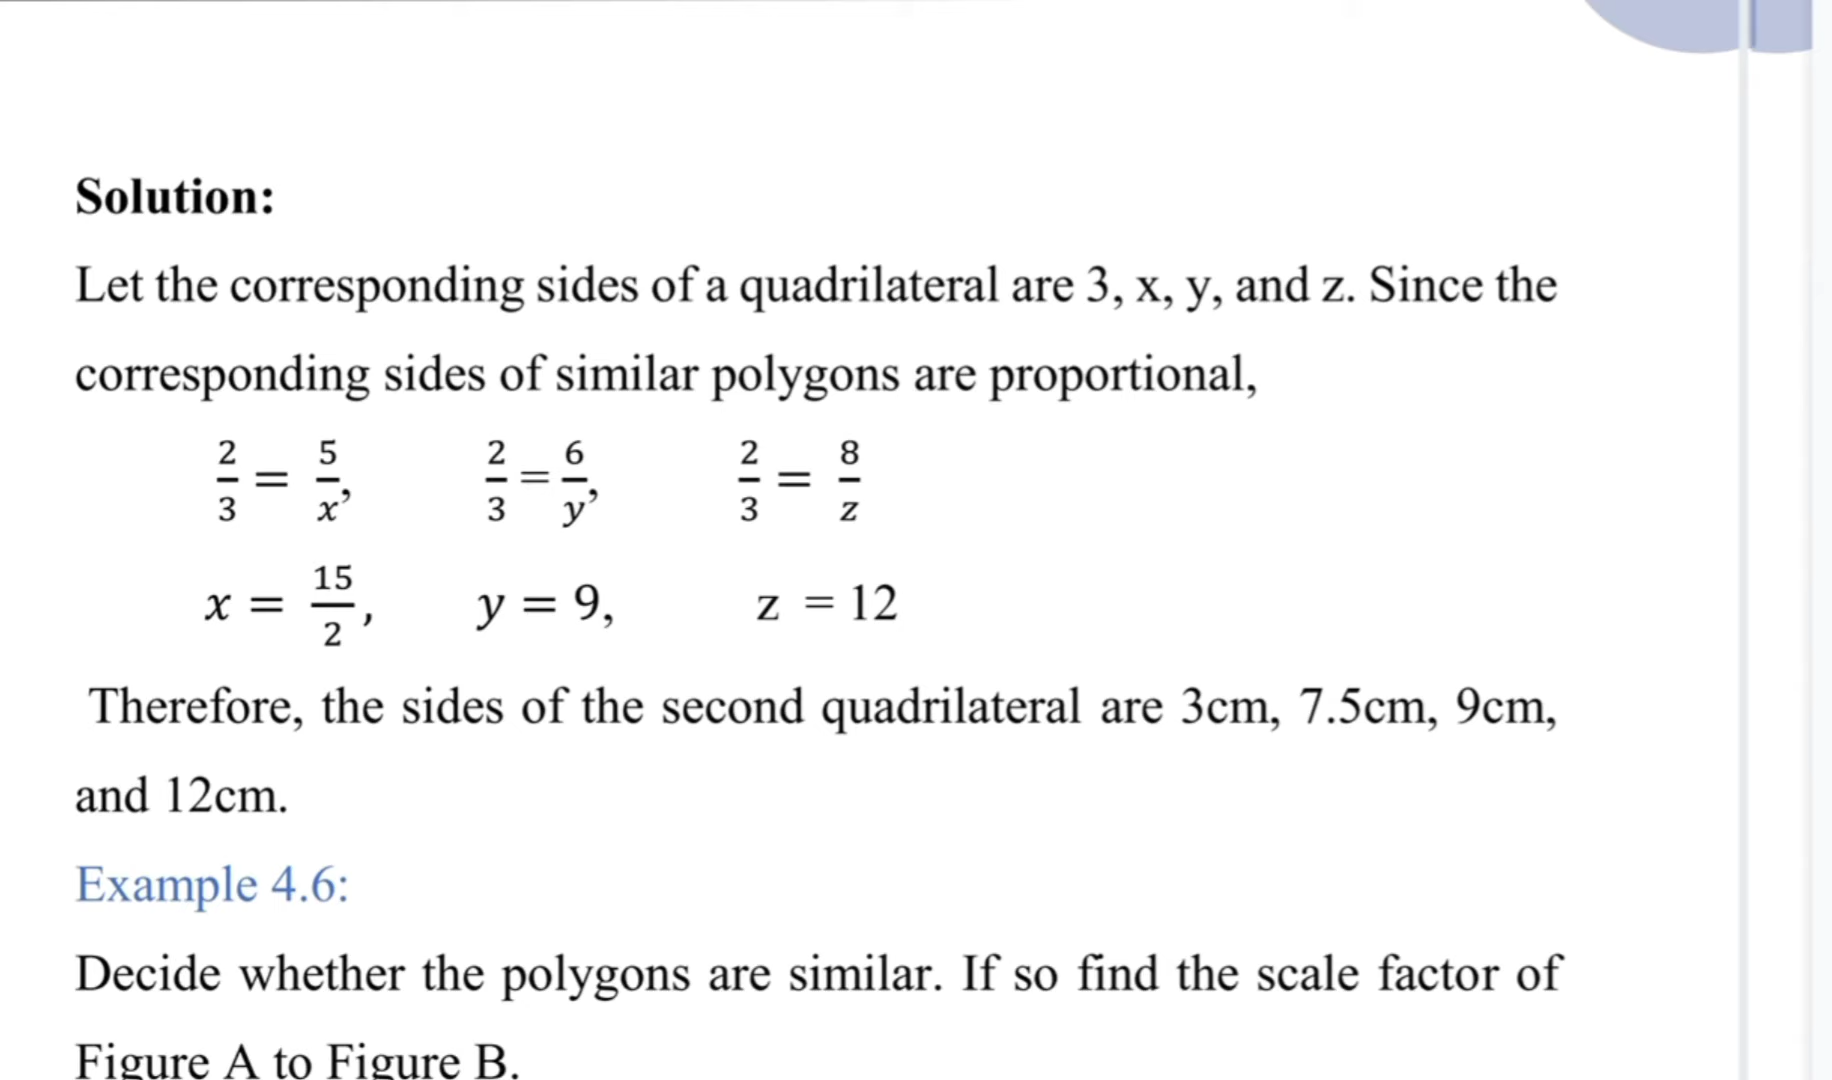 Solution:
Let the corresponding sides of a quadrilateral are 3, x, y, and z. Since the
corresponding sides of similar polygons are proportional,
2/3 = 5/x, 2/3 = 6/y, 2/3 = 8/z
x = 15/2, y = 9, z = 12
Therefore, the sides of the second quadrilateral are 3cm, 7.5cm, 9cm,
and 12cm.
Example 4.6:
Decide whether the polygons are similar. If so find the scale factor of
Figure A to Figure B.